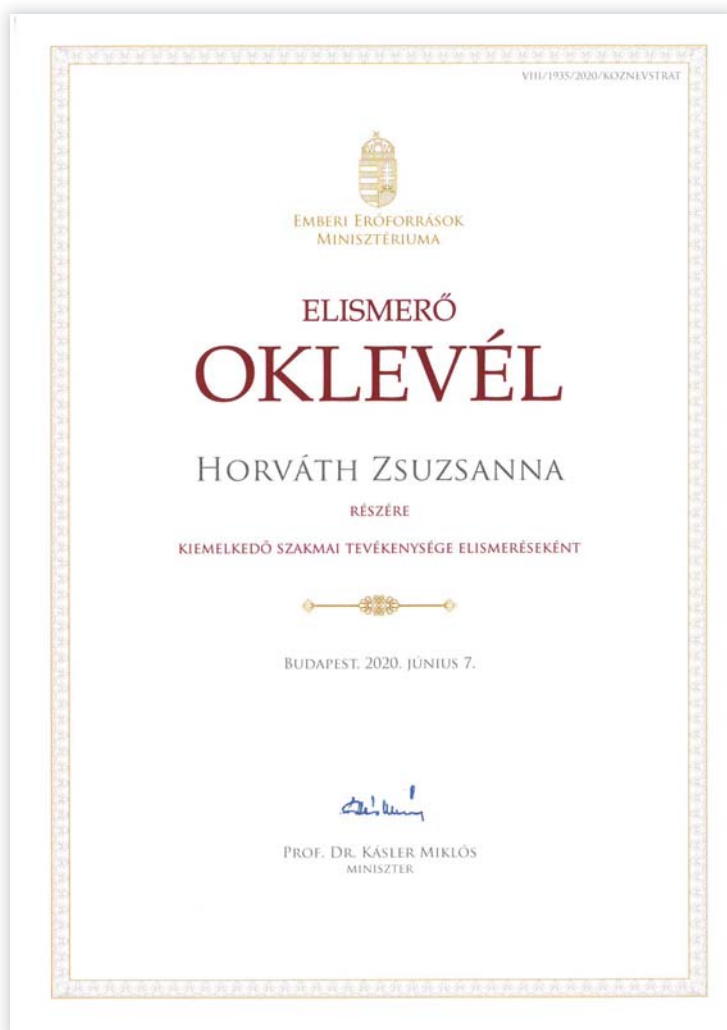 VIII/1935/2020/KOZNEVSTRAT
EMBERI ERŐFORRÁSOK
MINISZTÉRIUMA
ELISMERŐ
OKLEVÉL
HORVÁTH ZSUZSANNA
RÉSZÉRE
KIEMELKEDŐ SZAKMAI TEVÉKENYSÉGE ELISMERÉSEKÉNT
BUDAPEST, 2020. JÚNIUS 7.
PROF. DR. KÁSLER MIKLÓS
MINISZTER